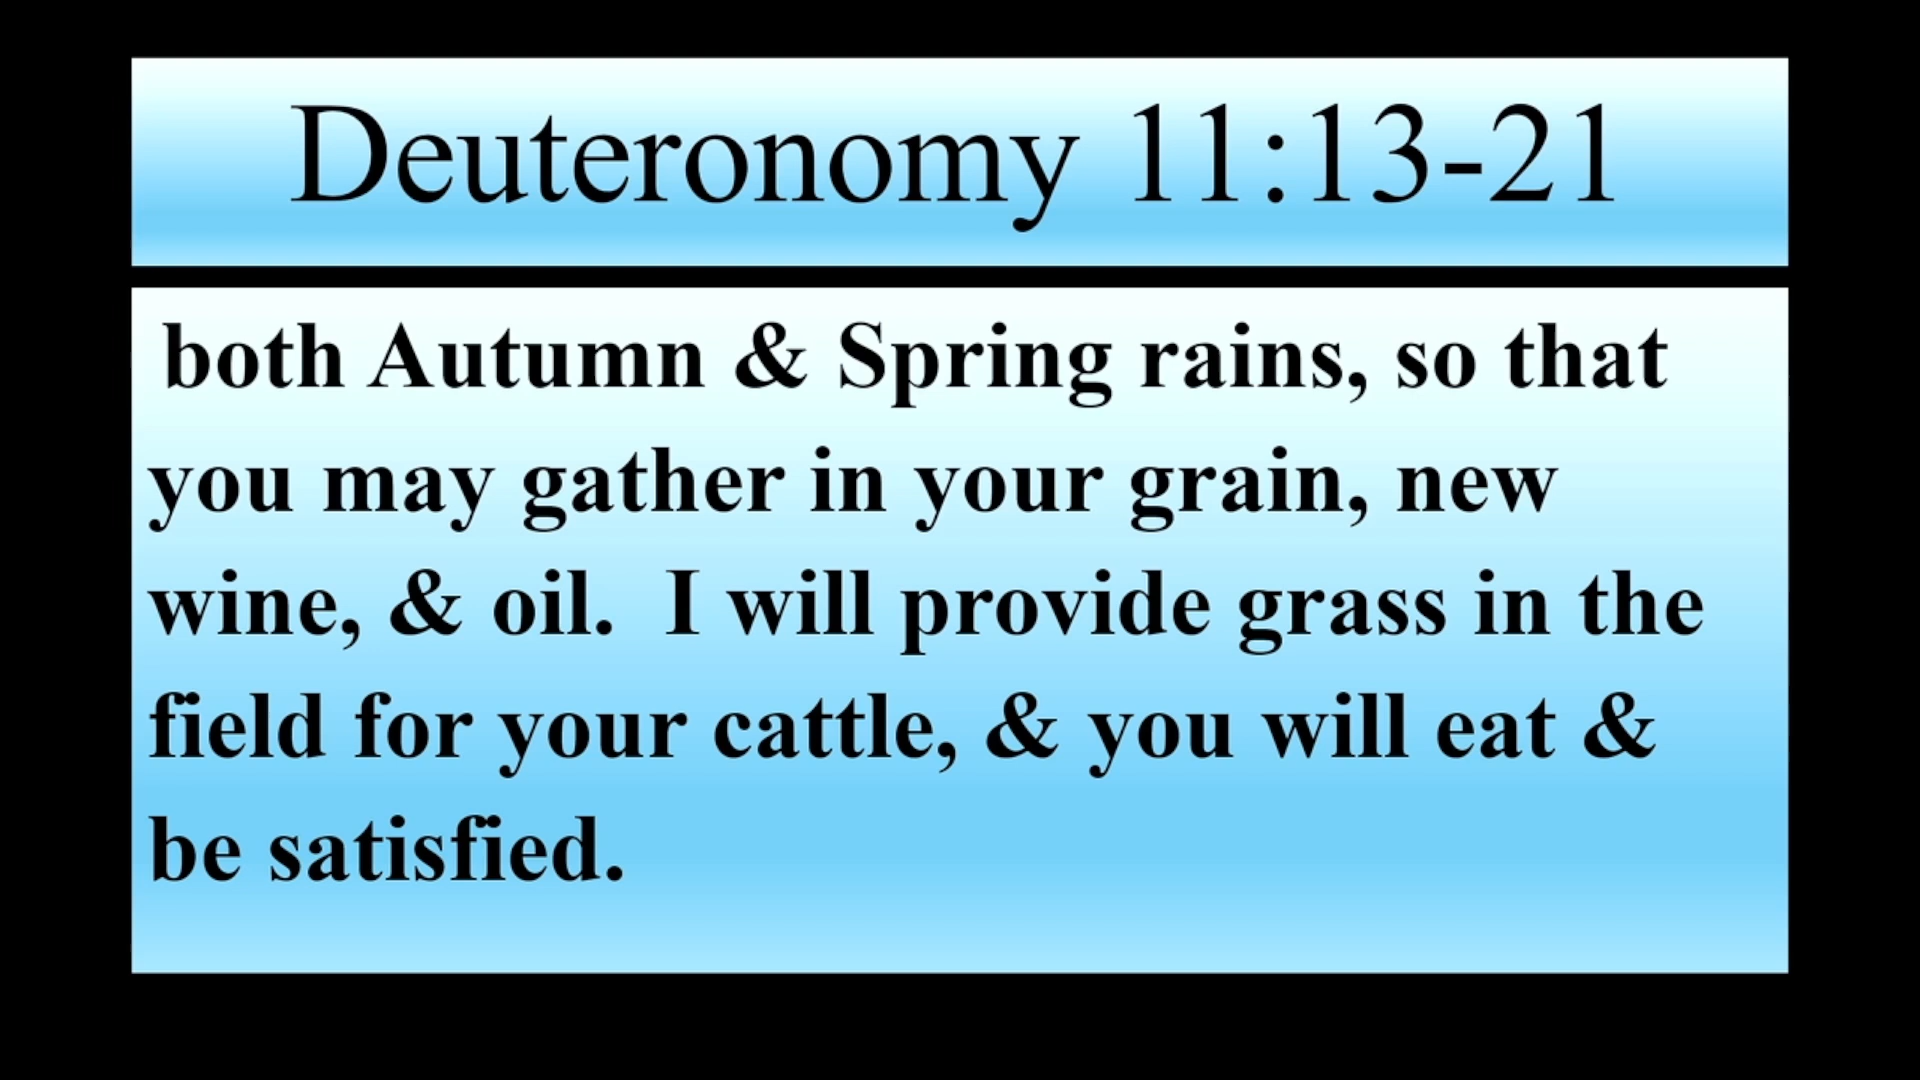 Deuteronomy 11:13-21
both Autumn & Spring rains, so that
you may gather in your grain, new
wine, & oil.  I will provide grass in the
field for your cattle, & you will eat &
be satisfied.